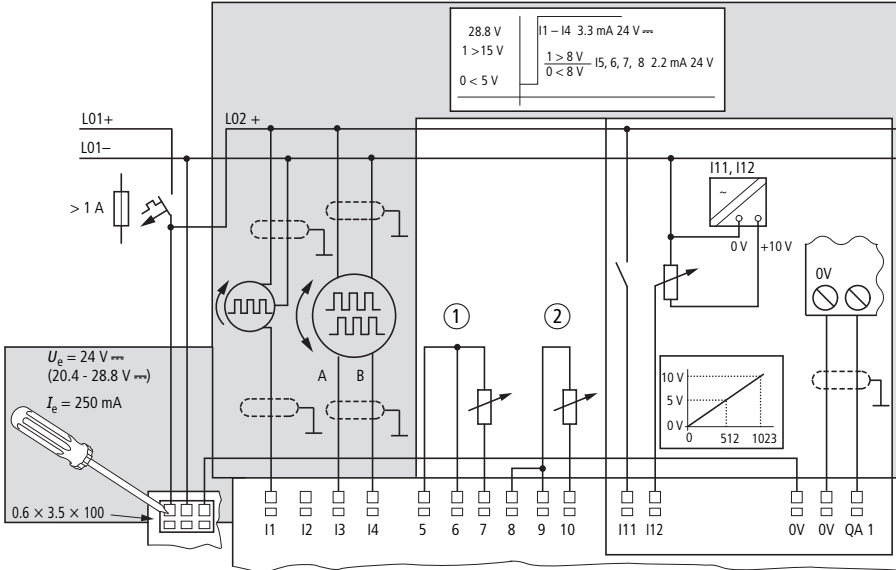 28.8 V
1 >15 V
0 < 5 V
I1 – I4 3.3 mA 24 V ⎓
1 > 8 V
0 < 8 V
I5, 6, 7, 8 2.2 mA 24 V
L01+
L02 +
L01–
> 1 A
I11, I12
~
0 V +10 V
0V
1 2
Ue = 24 V ⎓
(20.4 - 28.8 V ⎓)
Ie = 250 mA
A B
10 V
5 V
0 V
0 512 1023
0.6 × 3.5 × 100
I1 I2 I3 I4 5 6 7 8 9 10 I11 I12 0V 0V QA 1